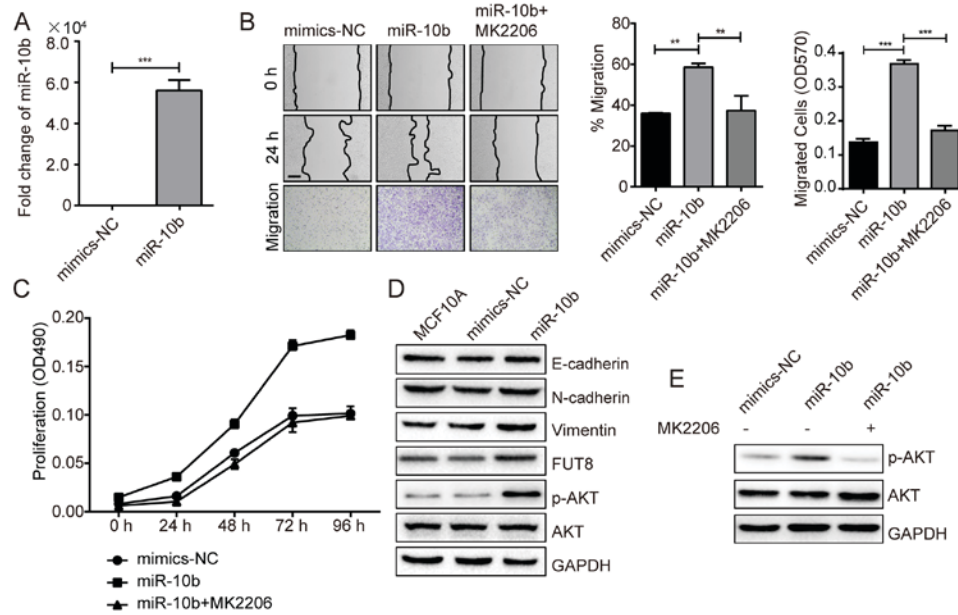 A
× 10⁴
8.0
6.0
4.0
2.0
0.0
Fold change of miR-10b
***
mimics-NC
miR-10b
B
mimics-NC
miR-10b
miR-10b+
MK2206
0 h
24 h
Migration
80
60
40
20
0
% Migration
**
**
mimics-NC
miR-10b
miR-10b+MK2206
0.4
0.3
0.2
0.1
0.0
Migrated Cells (OD570)
***
***
mimics-NC
miR-10b
miR-10b+MK2206
C
0.20
0.15
0.10
0.05
0.00
Proliferation (OD490)
0 h 24 h 48 h 72 h 96 h
mimics-NC
miR-10b
miR-10b+MK2206
D
MCF10A
mimics-NC
miR-10b
E-cadherin
N-cadherin
Vimentin
FUT8
p-AKT
AKT
GAPDH
E
mimics-NC
miR-10b
miR-10b
MK2206 - - +
p-AKT
AKT
GAPDH